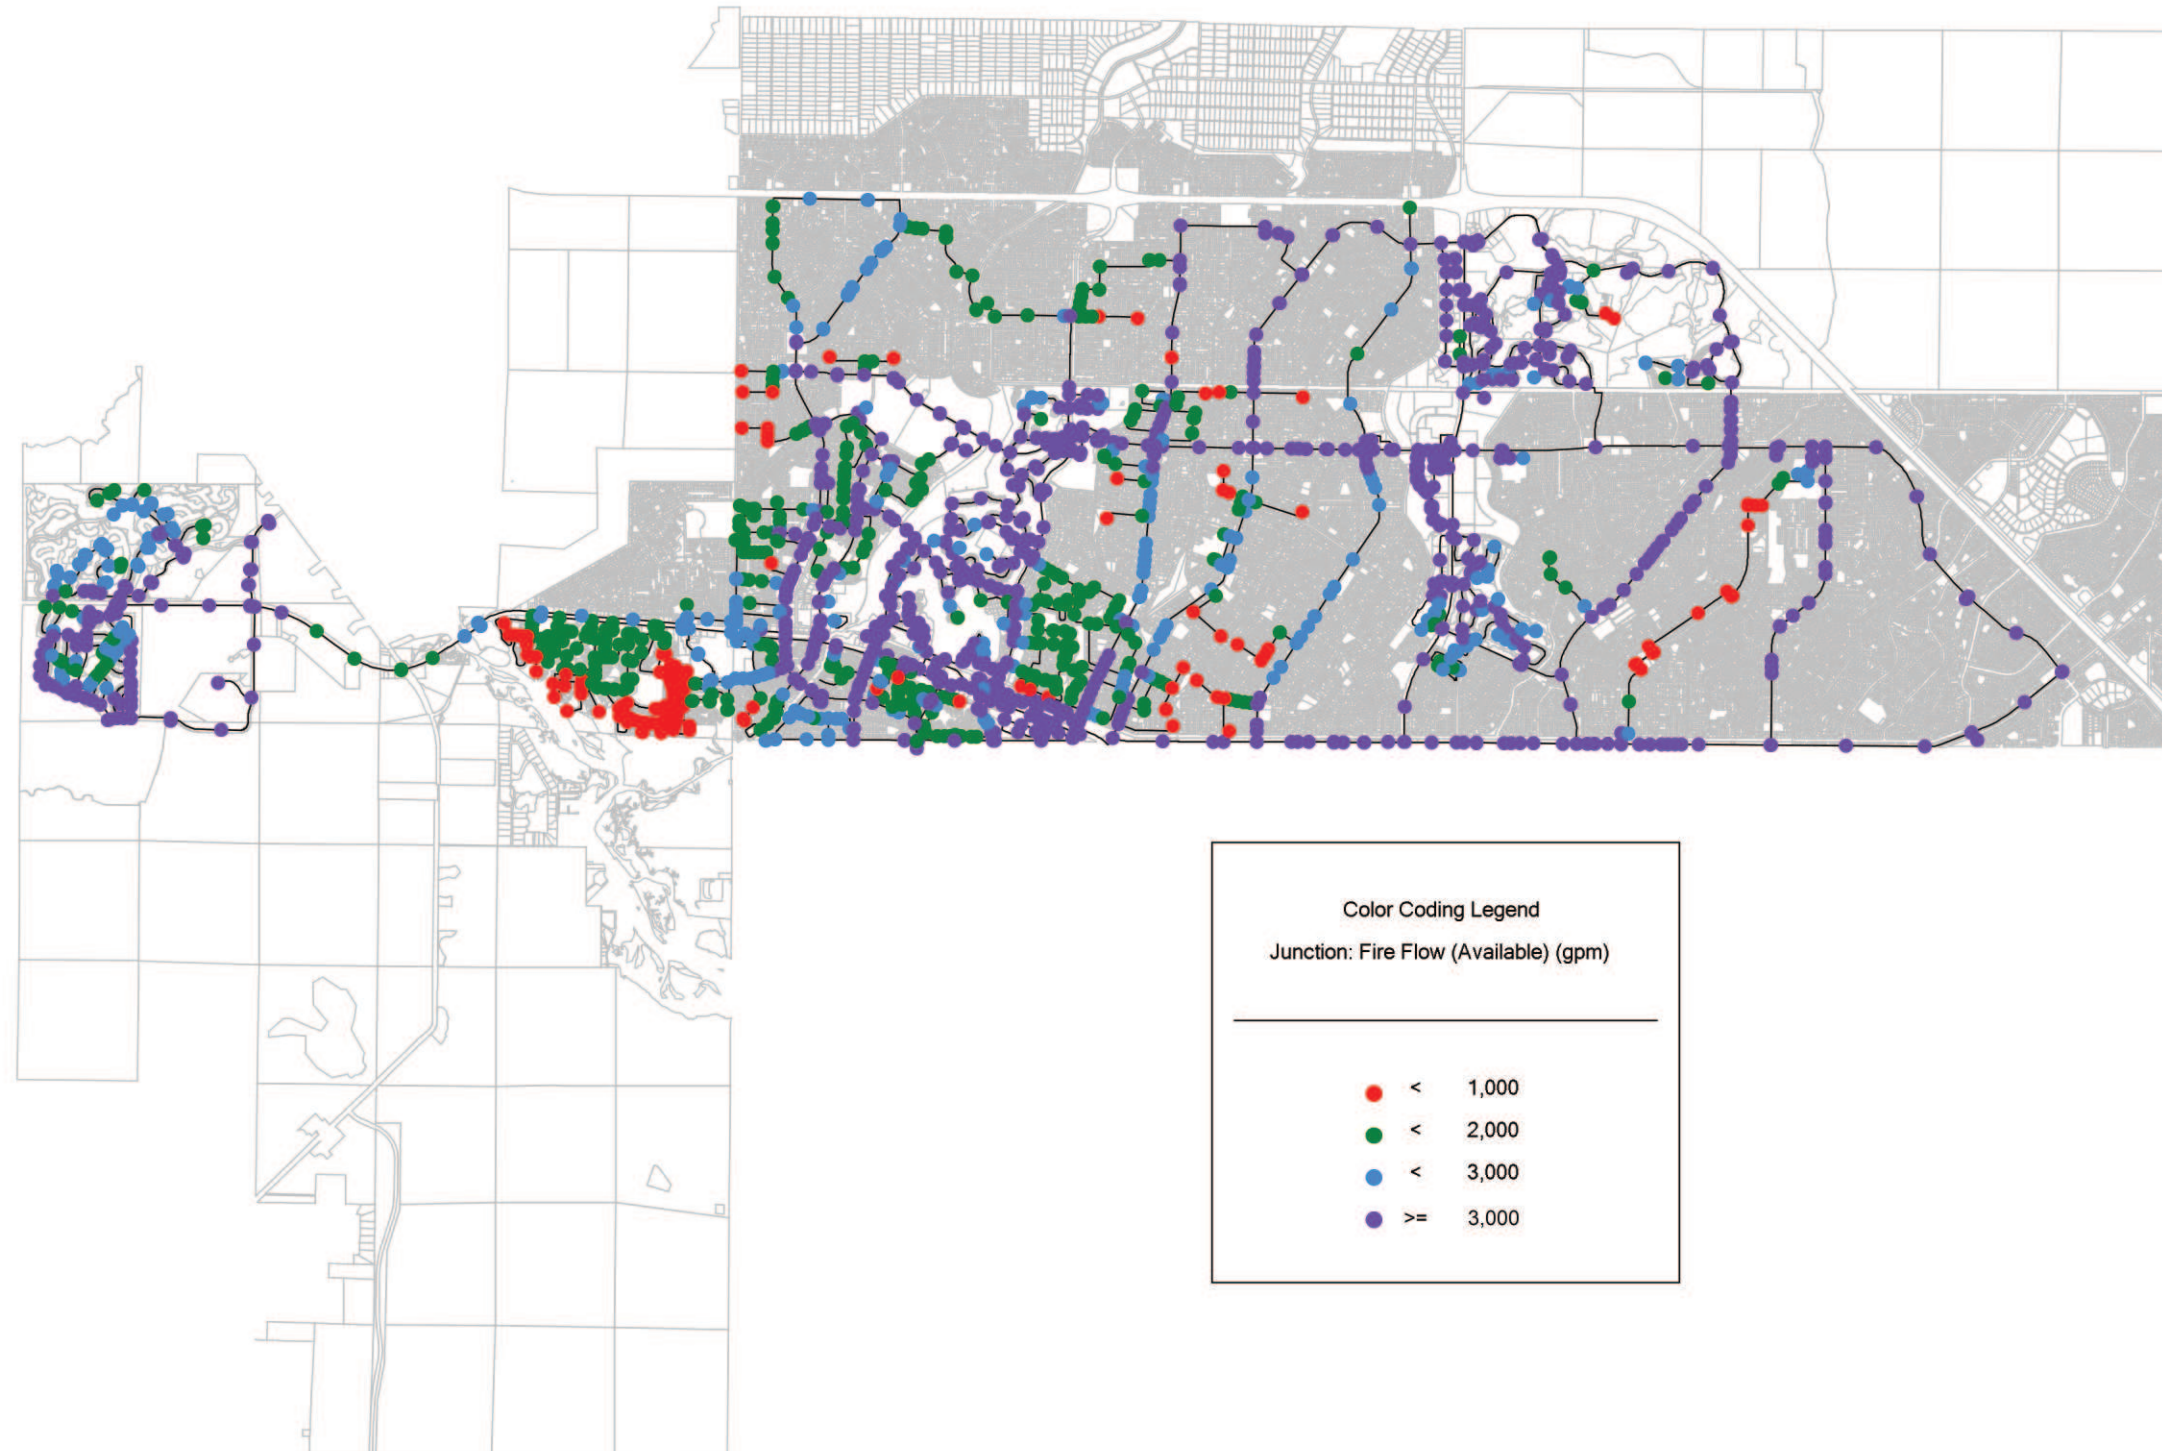 Color Coding Legend
Junction: Fire Flow (Available) (gpm)
< 1,000
< 2,000
< 3,000
>= 3,000